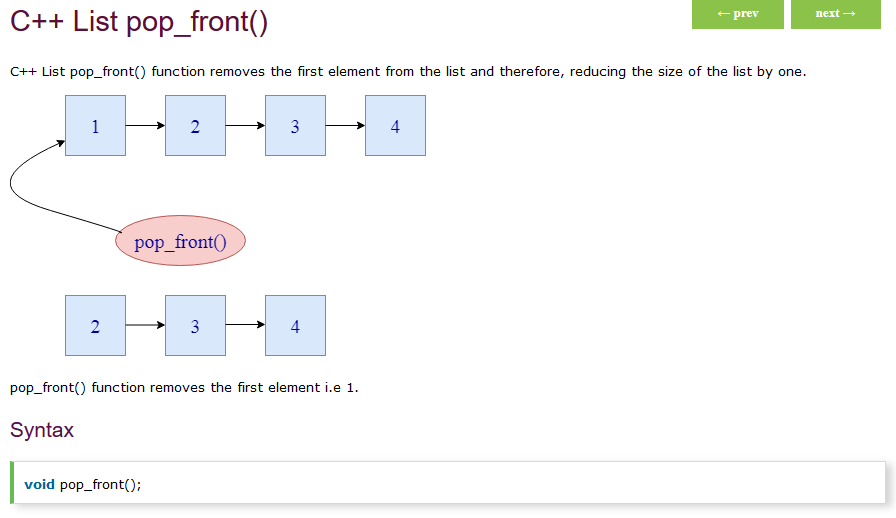 C++ List pop_front()
← prev
next →
C++ List pop_front() function removes the first element from the list and therefore, reducing the size of the list by one.
1 2 3 4
pop_front()
2 3 4
pop_front() function removes the first element i.e 1.
Syntax
void pop_front();